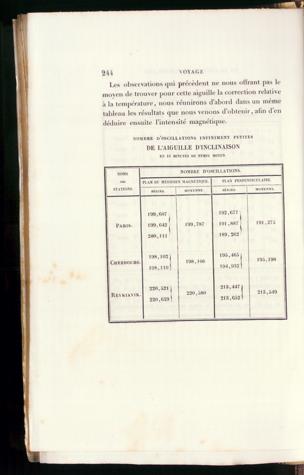 244 VOYAGE
Les observations qui précèdent ne nous offrant pas le
moyen de trouver pour cette aiguille la correction relative
à la température, nous réunirons d'abord dans un même
tableau les résultats que nous venons d'obtenir, afin d'en
déduire ensuite l'intensité magnétique.
NOMBRE D'OSCILLATIONS INFINIMENT PETITES
DE L'AIGUILLE D'INCLINAISON
EN 10 MINUTES DE TEMPS MOYEN
NOMS DES STATIONS. NOMBRE D'OSCILLATIONS.
PLAN DU MÉRIDIEN MAGNÉTIQUE. PLAN PERPENDICULAIRE.
SÉRIES. MOYENNE. SÉRIES. MOYENNE.
PARIS. 199,607 199,642 200,111 199,787 192,677 191,887 189,262 191,275
CHERBOURG. 198,102 198,110 198,106 195,465 194,932 195,198
REYKIAVIK. 220,521 220,639 220,580 213,447 213,652 213,549